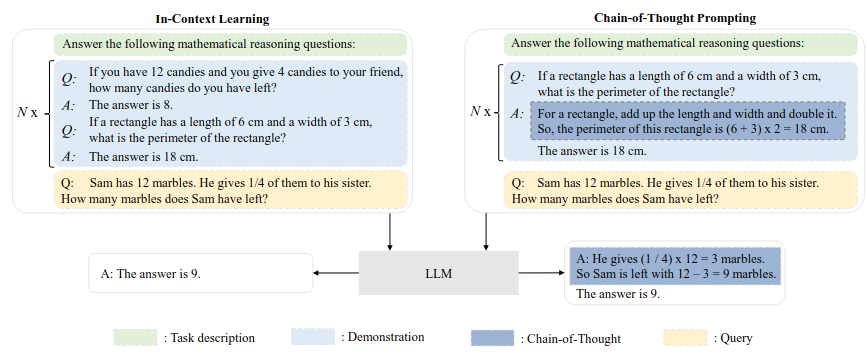 In-Context Learning
Answer the following mathematical reasoning questions:
N x
Q: If you have 12 candies and you give 4 candies to your friend,
how many candies do you have left?
A: The answer is 8.
Q: If a rectangle has a length of 6 cm and a width of 3 cm,
what is the perimeter of the rectangle?
A: The answer is 18 cm.
Q: Sam has 12 marbles. He gives 1/4 of them to his sister.
How many marbles does Sam have left?
Chain-of-Thought Prompting
Answer the following mathematical reasoning questions:
N x
Q: If a rectangle has a length of 6 cm and a width of 3 cm,
what is the perimeter of the rectangle?
A: For a rectangle, add up the length and width and double it.
So, the perimeter of this rectangle is (6 + 3) x 2 = 18 cm.
The answer is 18 cm.
Q: Sam has 12 marbles. He gives 1/4 of them to his sister.
How many marbles does Sam have left?
A: The answer is 9.
LLM
A: He gives (1 / 4) x 12 = 3 marbles.
So Sam is left with 12 – 3 = 9 marbles.
The answer is 9.
: Task description
: Demonstration
: Chain-of-Thought
: Query